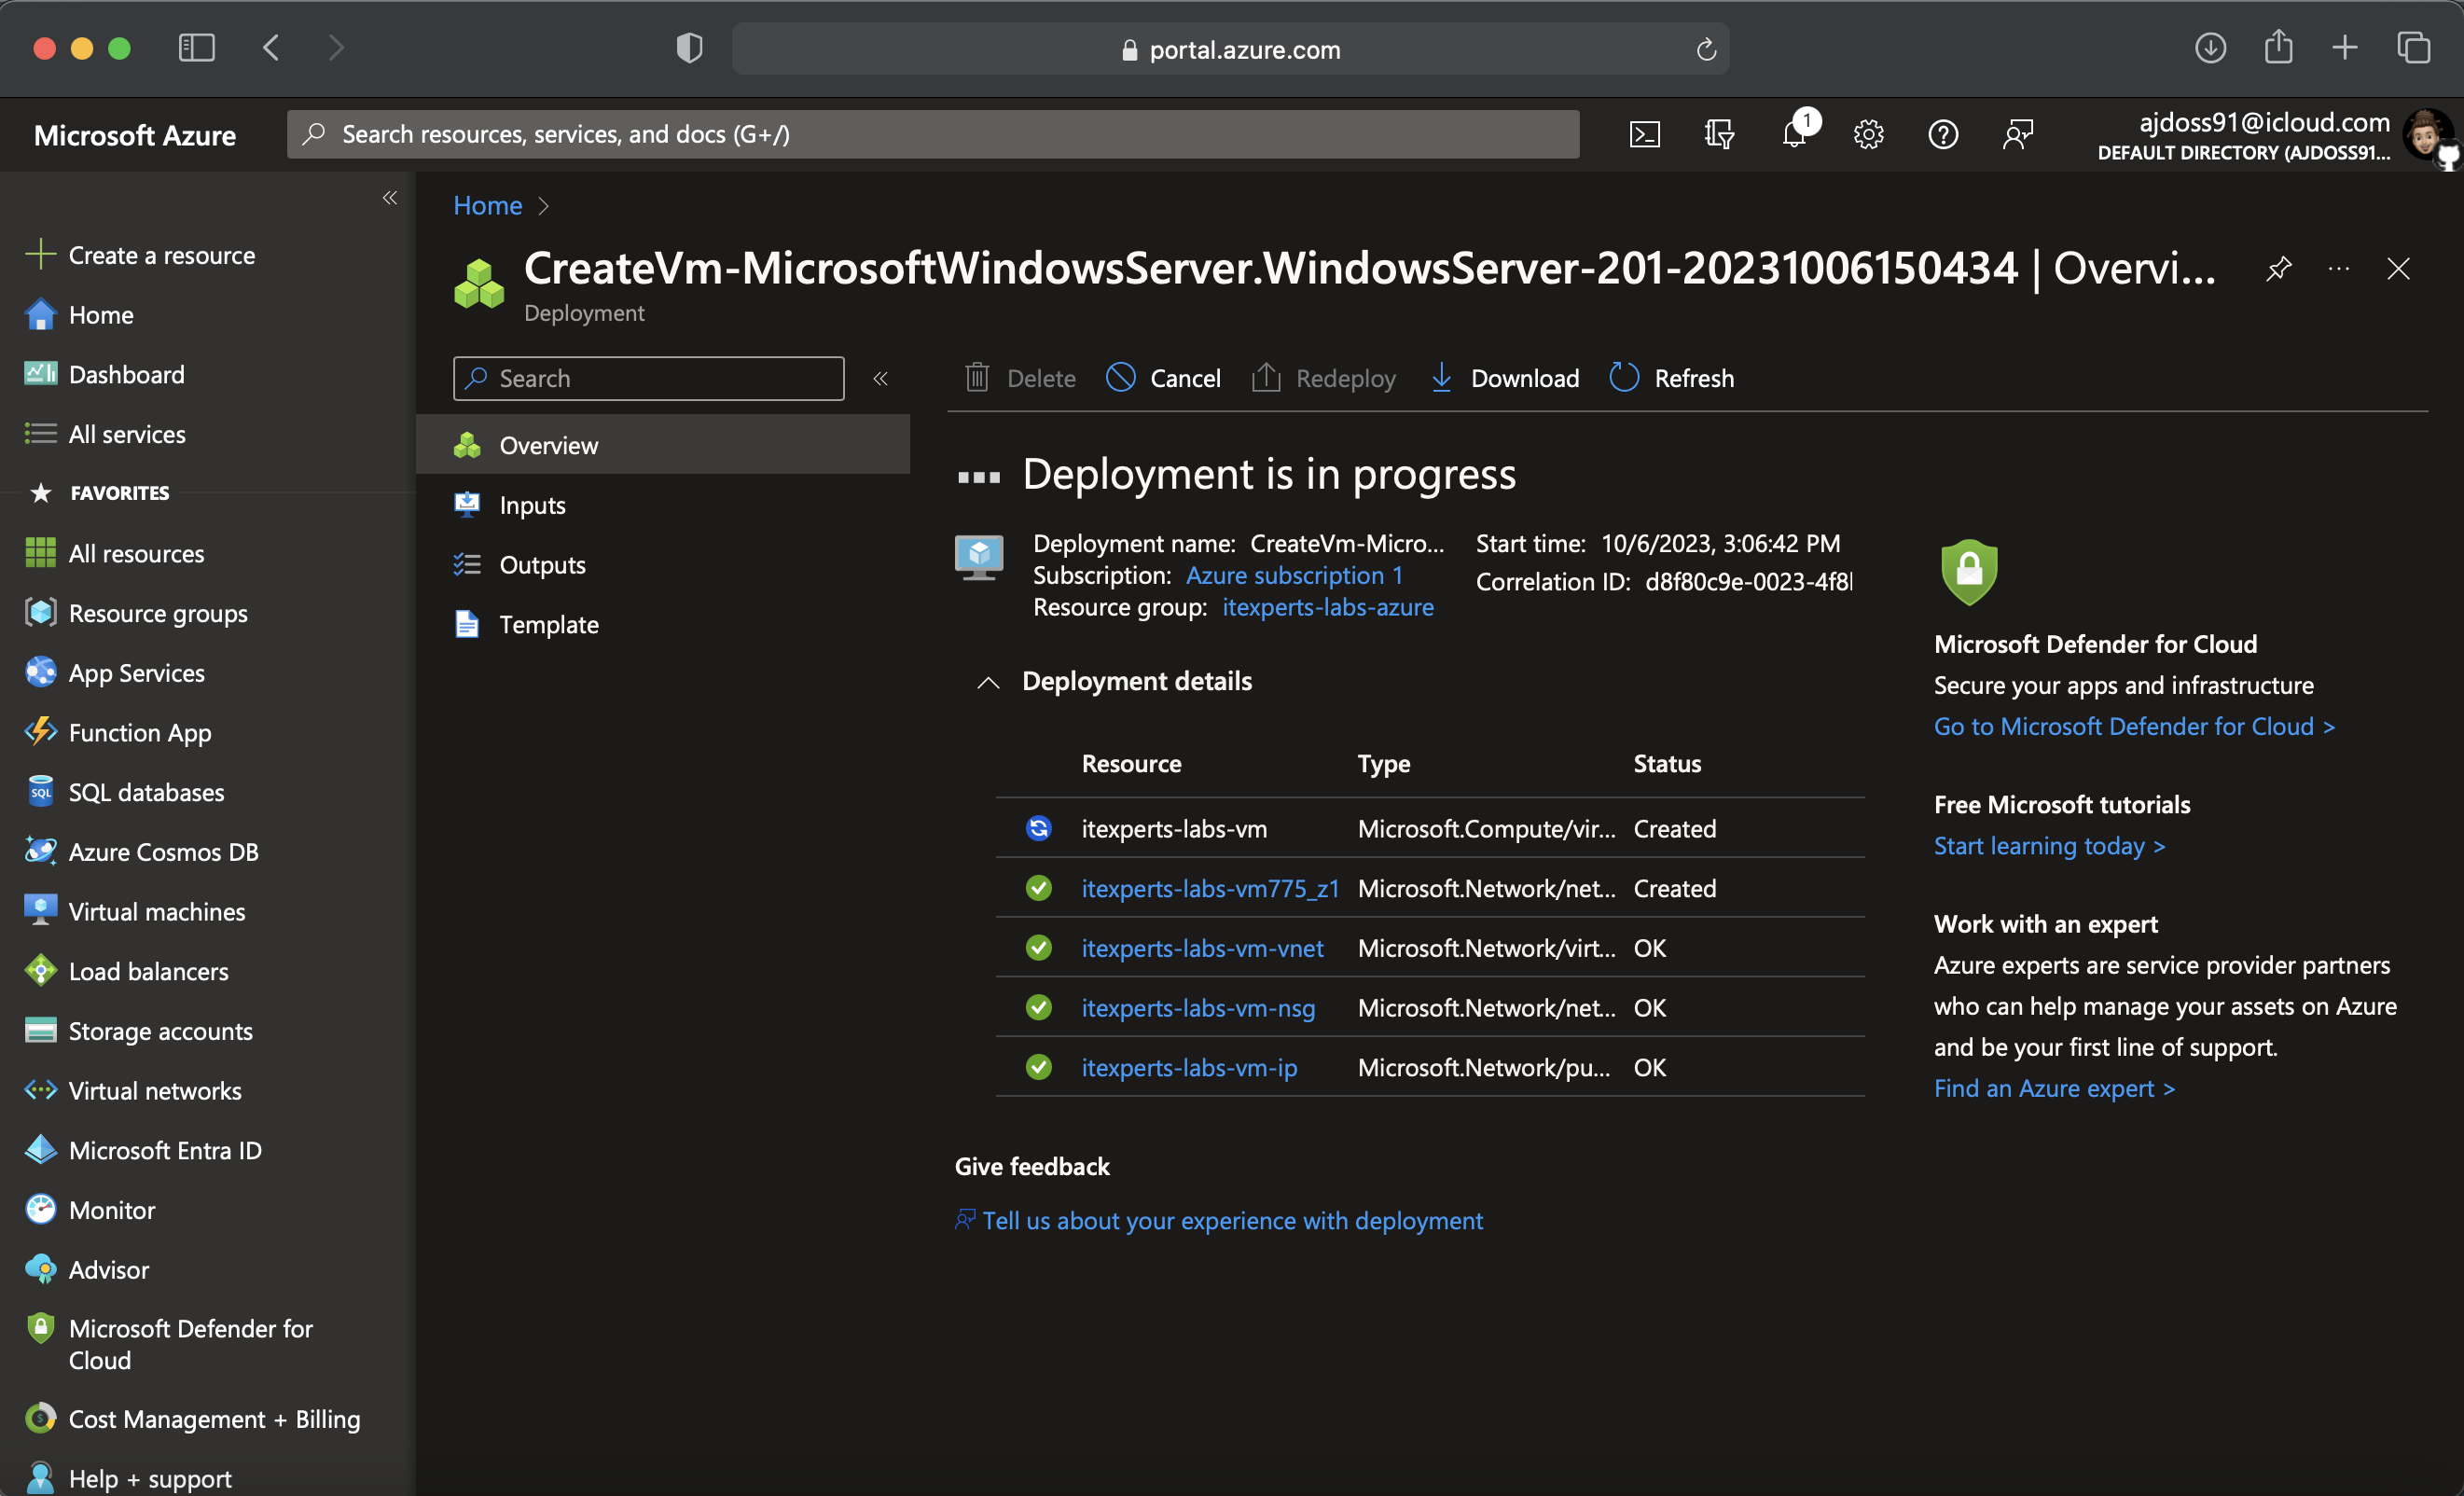 portal.azure.com
Microsoft Azure
Search resources, services, and docs (G+/)
1
ajdoss91@icloud.com
DEFAULT DIRECTORY (AJDOSS91...
Create a resource
Home
Dashboard
All services
FAVORITES
All resources
Resource groups
App Services
Function App
SQL
SQL databases
Azure Cosmos DB
Virtual machines
Load balancers
Storage accounts
Virtual networks
Microsoft Entra ID
Monitor
Advisor
Microsoft Defender for
Cloud
Cost Management + Billing
Help + support
Home
CreateVm-MicrosoftWindowsServer.WindowsServer-201-20231006150434 | Overvi...
Deployment
Search
Overview
Inputs
Outputs
Template
Delete
Cancel
Redeploy
Download
Refresh
Deployment is in progress
Deployment name: CreateVm-Micro...
Subscription: Azure subscription 1
Resource group: itexperts-labs-azure
Start time: 10/6/2023, 3:06:42 PM
Correlation ID: d8f80c9e-0023-4f8
Deployment details
Resource Type Status
itexperts-labs-vm Microsoft.Compute/vir... Created
itexperts-labs-vm775_z1 Microsoft.Network/net... Created
itexperts-labs-vm-vnet Microsoft.Network/virt... OK
itexperts-labs-vm-nsg Microsoft.Network/net... OK
itexperts-labs-vm-ip Microsoft.Network/pu... OK
Give feedback
Tell us about your experience with deployment
Microsoft Defender for Cloud
Secure your apps and infrastructure
Go to Microsoft Defender for Cloud >
Free Microsoft tutorials
Start learning today >
Work with an expert
Azure experts are service provider partners
who can help manage your assets on Azure
and be your first line of support.
Find an Azure expert >